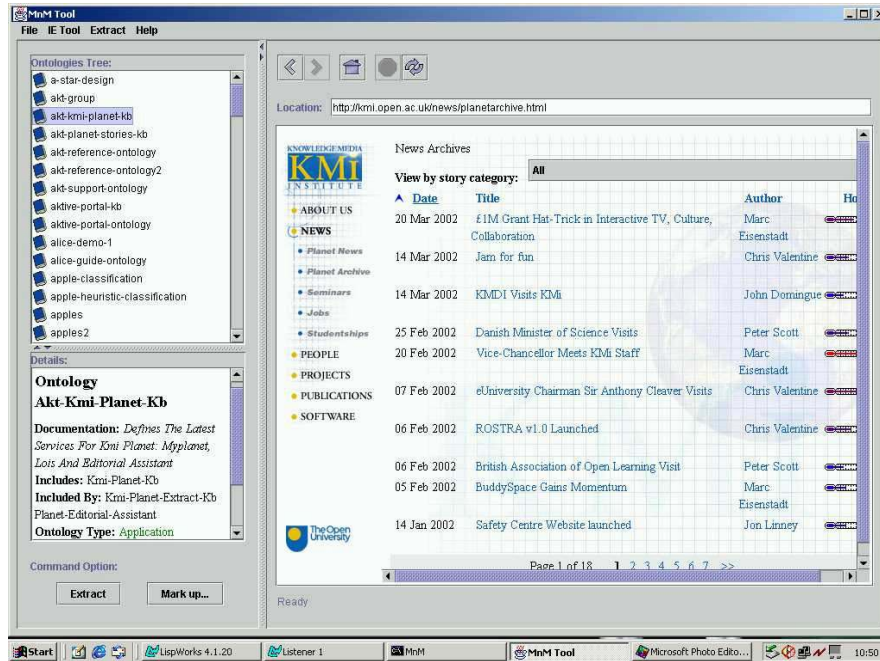 MnM Tool
File IE Tool Extract Help
Ontologies Tree:
a-star-design
akt-group
akt-kmi-planet-kb
akt-planet-stories-kb
akt-reference-ontology
akt-reference-ontology2
akt-support-ontology
aktive-portal-kb
aktive-portal-ontology
alice-demo-1
alice-guide-ontology
apple-classification
apple-heuristic-classification
apples
apples2
Details:
Ontology
Akt-Kmi-Planet-Kb
Documentation: Defines The Latest
Services For Kmi Planet: Myplanet,
Lois And Editorial Assistant
Includes: Kmi-Planet-Kb
Included By: Kmi-Planet-Extract-Kb
Planet-Editorial-Assistant
Ontology Type: Application
Command Option:
Extract Mark up...
Location: http://kmi.open.ac.uk/news/planetarchive.html
KNOWLEDGE MEDIA
KMi
INSTITUTE
ABOUT US
NEWS
Planet News
Planet Archive
Seminars
Jobs
Studentships
PEOPLE
PROJECTS
PUBLICATIONS
SOFTWARE
The Open
University
News Archives
View by story category: All
Date Title Author Ho
20 Mar 2002 £1M Grant Hat-Trick in Interactive TV, Culture, Marc
Collaboration Eisenstadt
14 Mar 2002 Jam for fun Chris Valentine
14 Mar 2002 KMDI Visits KMi John Domingue
25 Feb 2002 Danish Minister of Science Visits Peter Scott
20 Feb 2002 Vice-Chancellor Meets KMi Staff Marc
Eisenstadt
07 Feb 2002 eUniversity Chairman Sir Anthony Cleaver Visits Chris Valentine
06 Feb 2002 ROSTRA v1.0 Launched Chris Valentine
06 Feb 2002 British Association of Open Learning Visit Peter Scott
05 Feb 2002 BuddySpace Gains Momentum Marc
Eisenstadt
14 Jan 2002 Safety Centre Website launched Jon Linney
Page 1 of 18 1 2 3 4 5 6 7 >>
Ready
Start LispWorks 4.1.20 Listener 1 MnM MnM Tool Microsoft Photo Edito... 10:50